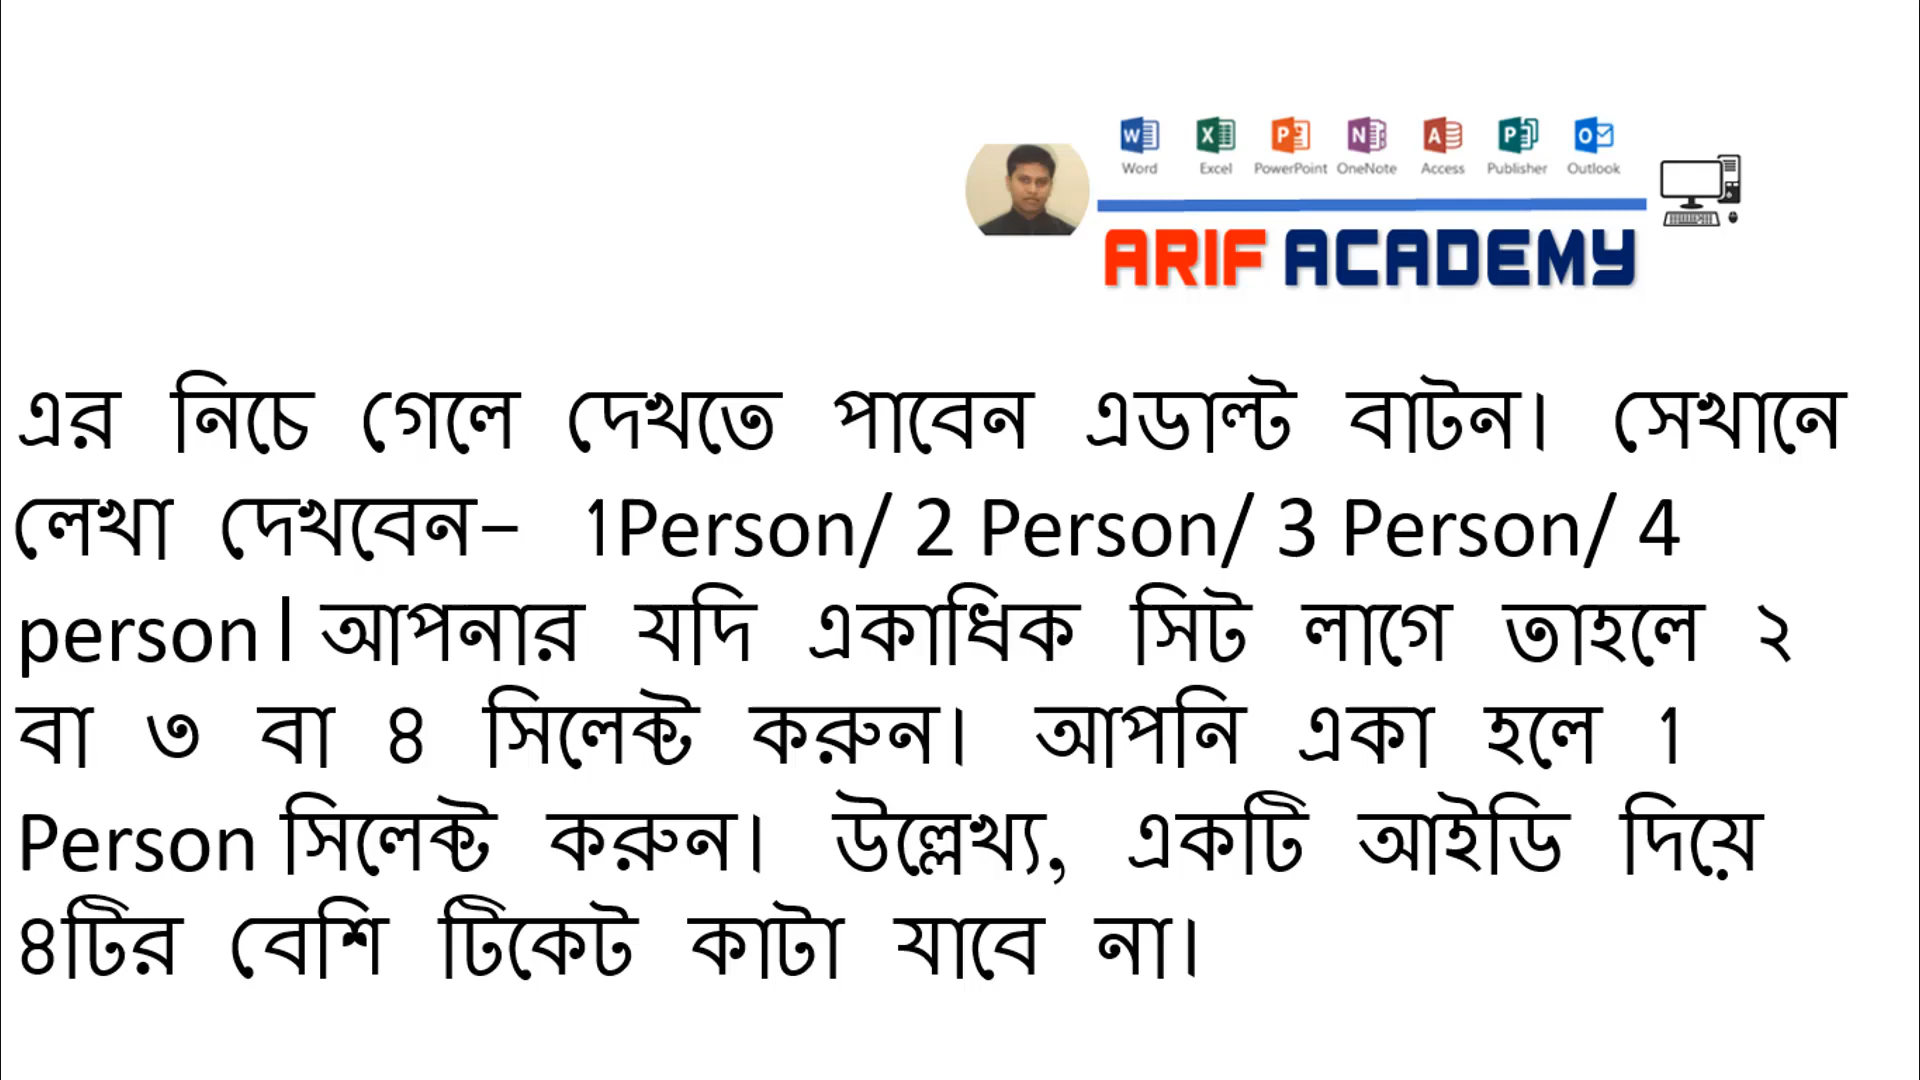 Word Excel PowerPoint OneNote Access Publisher Outlook
ARIF ACADEMY
এর নিচে গেলে দেখতে পাবেন এডাল্ট বাটন। সেখানে
লেখা দেখবেন– 1Person/ 2 Person/ 3 Person/ 4
person। আপনার যদি একাধিক সিট লাগে তাহলে ২
বা ৩ বা ৪ সিলেক্ট করুন। আপনি একা হলে 1
Person সিলেক্ট করুন। উল্লেখ্য, একটি আইডি দিয়ে
৪টির বেশি টিকেট কাটা যাবে না।